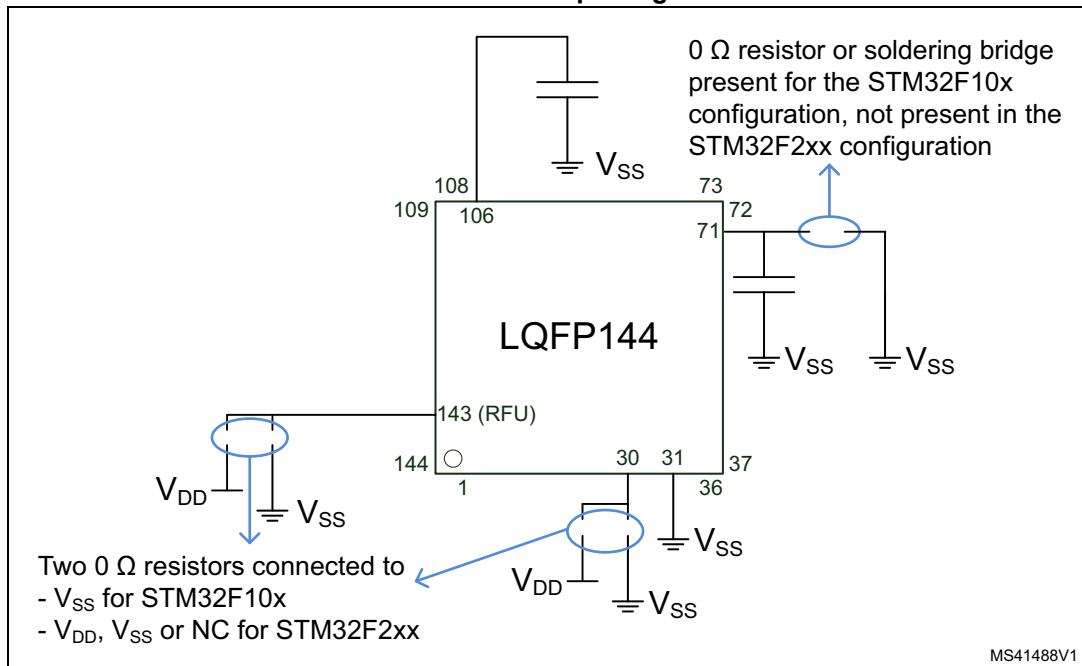 0 Ω resistor or soldering bridge
present for the STM32F10x
configuration, not present in the
STM32F2xx configuration
VSS
108
73
109
106
72
71
LQFP144
VSS
VSS
143 (RFU)
144
30
31
37
1
36
VDD
VSS
VSS
VDD
VSS
Two 0 Ω resistors connected to
- VSS for STM32F10x
- VDD, VSS or NC for STM32F2xx
MS41488V1